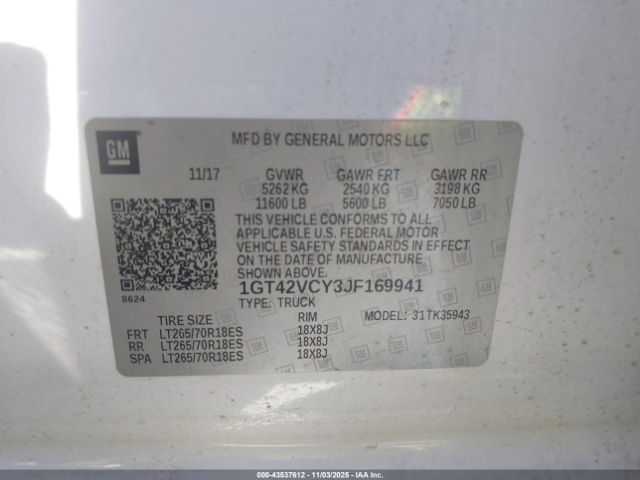 GM
MFD BY GENERAL MOTORS LLC
11/17 GVWR GAWR FRT GAWR RR
5262 KG 2540 KG 3198 KG
11600 LB 5600 LB 7050 LB
THIS VEHICLE CONFORMS TO ALL
APPLICABLE U.S. FEDERAL MOTOR
VEHICLE SAFETY STANDARDS IN EFFECT
ON THE DATE OF MANUFACTURE
SHOWN ABOVE.
8624
1GT42VCY3JF169941
TYPE: TRUCK
TIRE SIZE RIM MODEL: 31TK35943
FRT LT265/70R18ES 18X8J
RR LT265/70R18ES 18X8J
SPA LT265/70R18ES 18X8J
000-43537612 - 11/03/2025 - IAAI.COM